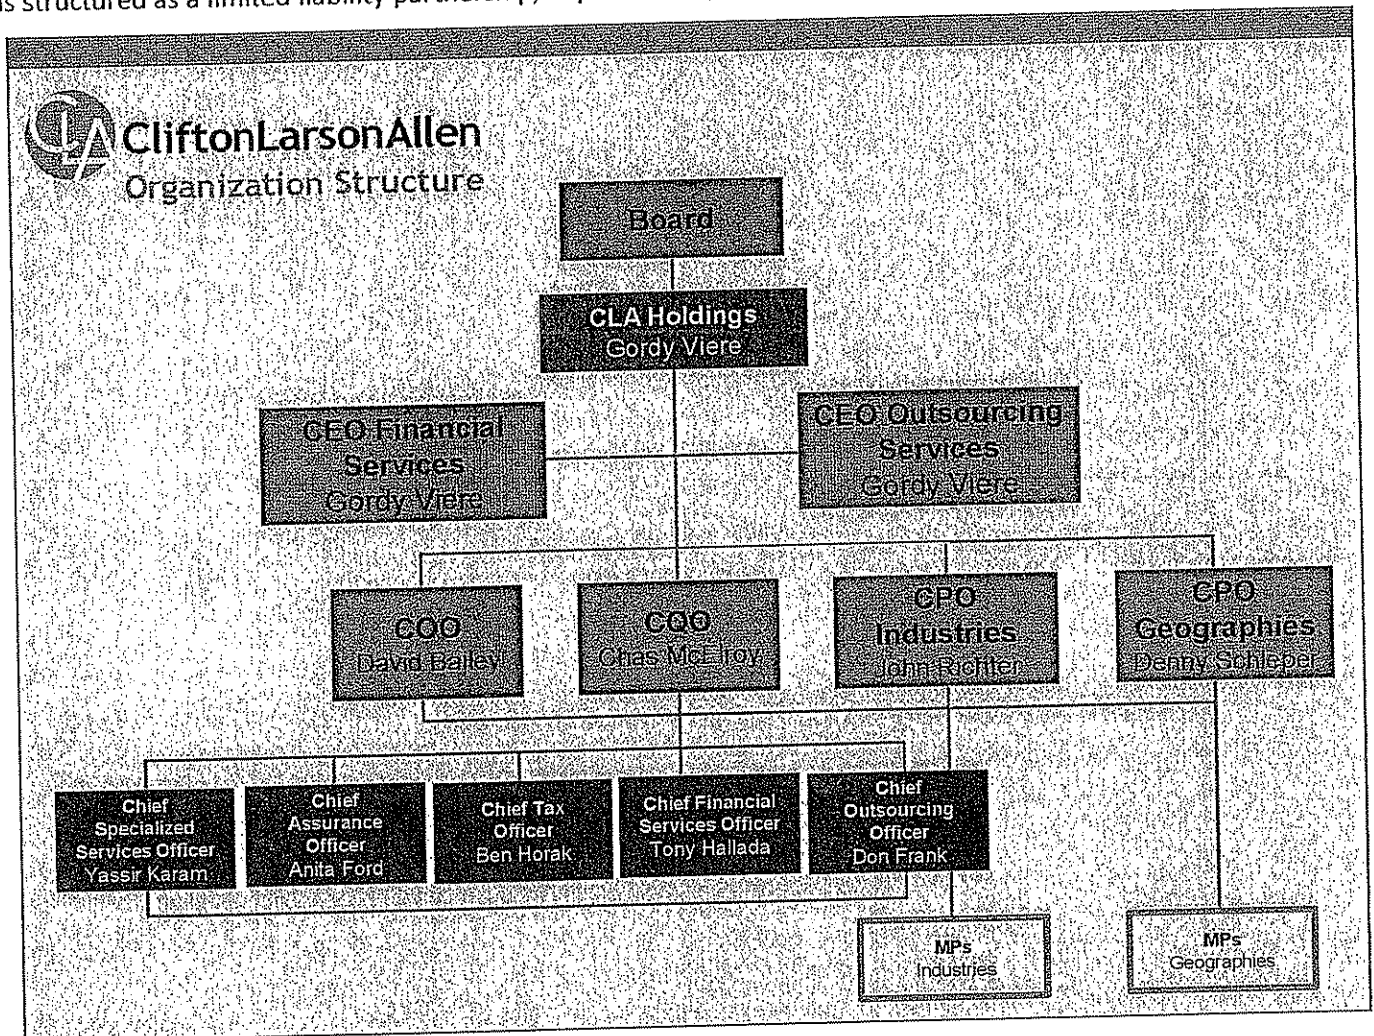 is structured as a limited liability
CLA CliftonLarsonAllen
Organization Structure
Board
CLA Holdings
Gordy Viere
CEO Financial
Services
Gordy Viere
CEO Outsourcing
Services
Gordy Viere
COO
David Bailey
CQO
Chas McElroy
CPO
Industries
John Richter
CPO
Geographies
Denny Schleper
Chief
Specialized
Services Officer
Yassir Karam
Chief
Assurance
Officer
Anita Ford
Chief Tax
Officer
Ben Horak
Chief Financial
Services Officer
Tony Hallada
Chief
Outsourcing
Officer
Don Frank
MPs
Industries
MPs
Geographies